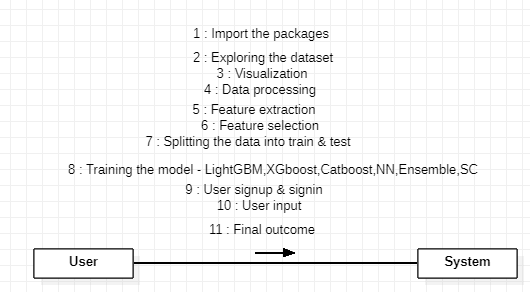 1 : Import the packages
2 : Exploring the dataset
3 : Visualization
4 : Data processing
5 : Feature extraction
6 : Feature selection
7 : Splitting the data into train & test
8 : Training the model - LightGBM,XGboost,Catboost,NN,Ensemble,SC
9 : User signup & signin
10 : User input
11 : Final outcome
User
System